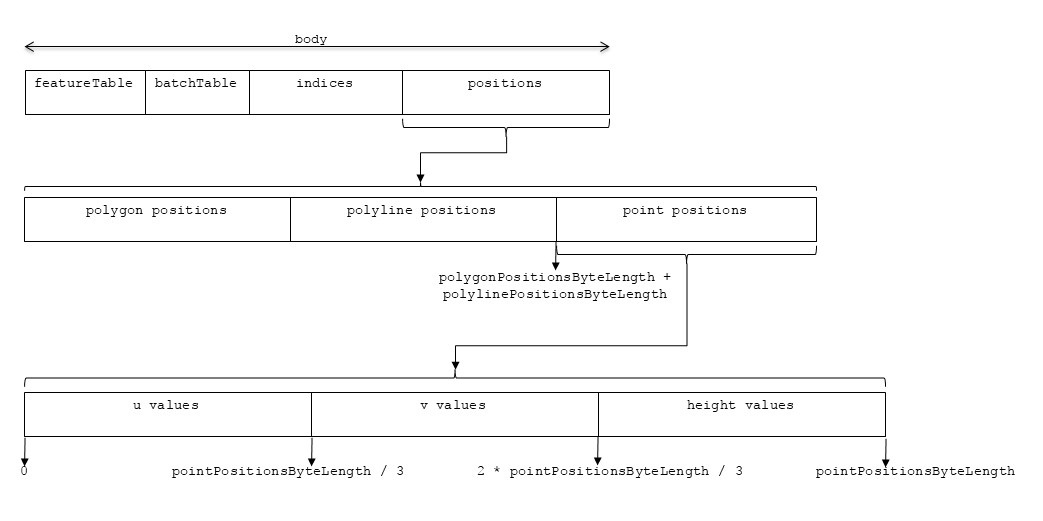 body
featureTable batchTable indices positions
polygon positions polyline positions point positions
polygonPositionsByteLength +
polylinePositionsByteLength
u values v values height values
0 pointPositionsByteLength / 3 2 * pointPositionsByteLength / 3 pointPositionsByteLength